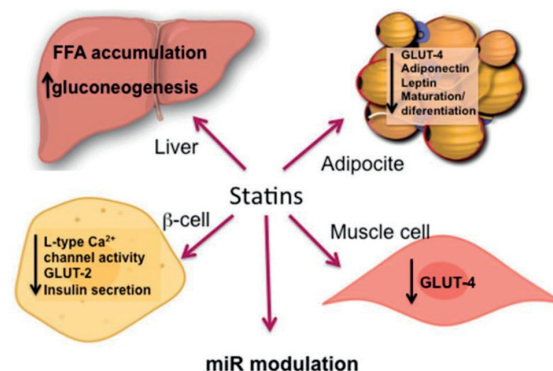 FFA accumulation
gluconeogenesis
Liver
GLUT-4
Adiponectin
Leptin
Maturation/
diferentiation
Adipocite
Statins
β-cell
L-type Ca²⁺
channel activity
GLUT-2
Insulin secretion
Muscle cell
GLUT-4
miR modulation